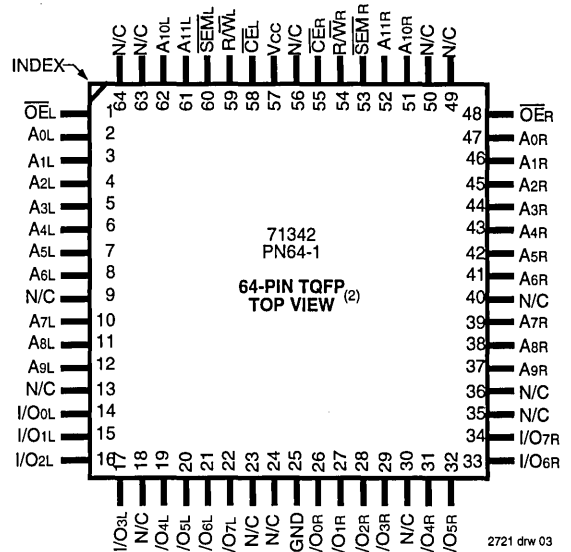 INDEX
N/C
N/C
A10L
A11L
SEML
R/WL
CEL
VCC
N/C
CER
R/WR
SEMR
A11R
A10R
N/C
N/C
64
63
62
61
60
59
58
57
56
55
54
53
52
51
50
49
OEL 1
A0L 2
A1L 3
A2L 4
A3L 5
A4L 6
A5L 7
A6L 8
N/C 9
A7L 10
A8L 11
A9L 12
N/C 13
I/O0L 14
I/O1L 15
I/O2L 16
71342
PN64-1
64-PIN TQFP
TOP VIEW (2)
48 OER
47 A0R
46 A1R
45 A2R
44 A3R
43 A4R
42 A5R
41 A6R
40 N/C
39 A7R
38 A8R
37 A9R
36 N/C
35 N/C
34 I/O7R
33 I/O6R
17
18
19
20
21
22
23
24
25
26
27
28
29
30
31
32
I/O3L
N/C
I/O4L
I/O5L
I/O6L
I/O7L
N/C
N/C
GND
I/O0R
I/O1R
I/O2R
I/O3R
N/C
I/O4R
I/O5R
2721 drw 03